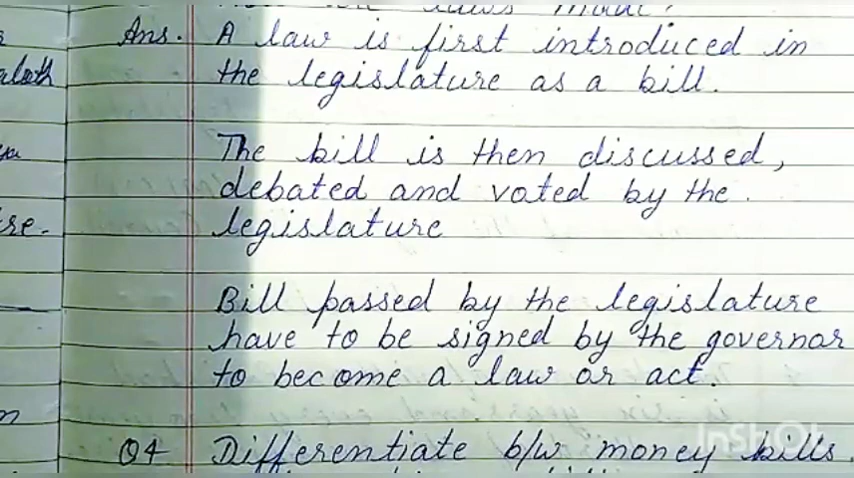 Ans. A law is first introduced in
the legislature as a bill.
The bill is then discussed,
debated and voted by the.
legislature
Bill passed by the legislature
have to be signed by the governor
to become a law or act.
Q4 Differentiate b/w money bills.
InShot